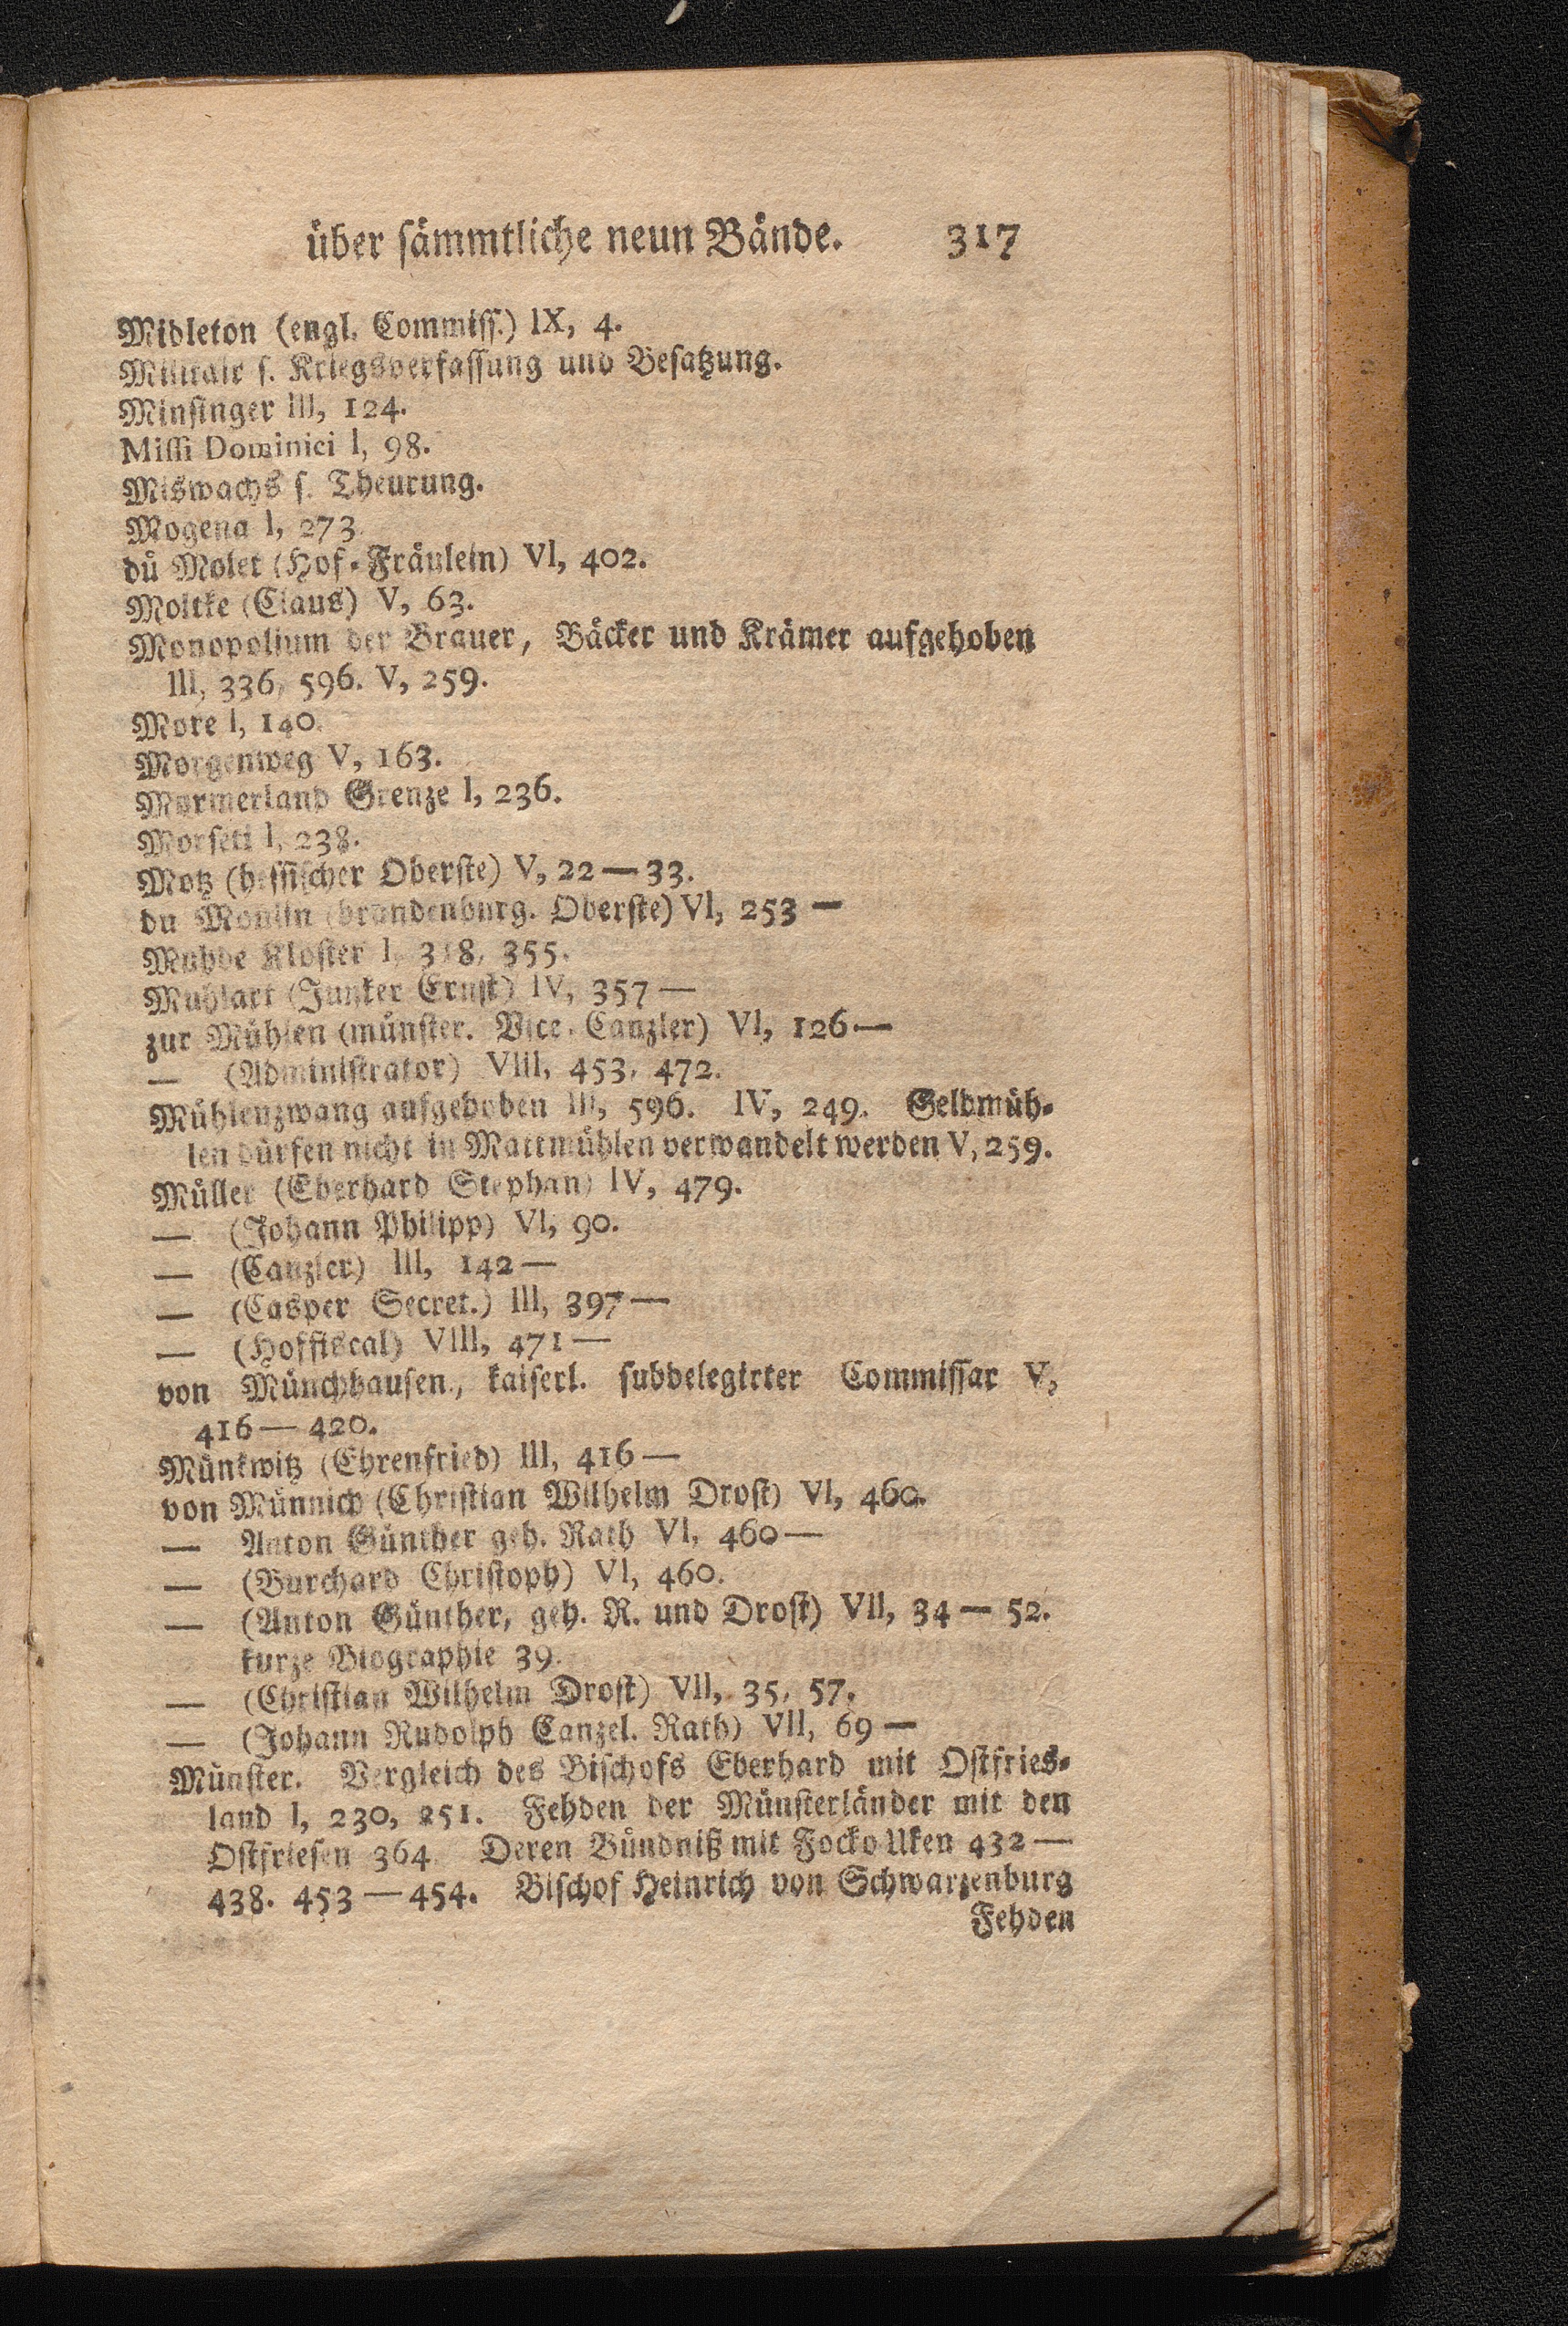 über ſämmtliche neun Bände. 317
Midleton (engl. Commiſſ.) IX, 4.
Militair ſ. Kriegsverfaſſung und Beſatzung.
Minſinger III, 124.
Miſſi Dominici I, 98.
Miswachs ſ. Theurung.
Mogena I, 273.
dü Molet (Hof-Fräulein) VI, 402.
Moltke (Claus) V, 63.
Monopolium der Brauer, Bäcker und Krämer aufgehoben
III, 336, 596. V, 259.
More I, 140.
Morgenweg V, 163.
Mormerland Grenze I, 236.
Morſeti I, 238.
Motz (heſſiſcher Oberſte) V, 22—33.
du Moulin (brandenburg. Oberſte) VI, 253 —
Muhde Kloſter I, 318, 355.
Muhlart (Junker Ernſt) IV, 357 —
zur Mühlen (münſter. Vice-Canzler) VI, 126 —
— (Adminiſtrator) VIII, 453, 472.
Mühlenzwang aufgehoben III, 596. IV, 249. Geldmüh-
len dürfen nicht in Mattmühlen verwandelt werden V, 259.
Müller (Eberhard Stephan) IV, 479.
— (Johann Philipp) VI, 90.
— (Canzler) III, 142 —
— (Casper Secret.) III, 397 —
— (Hoffiscal) VIII, 471 —
von Münchhauſen, kaiſerl. ſubdelegirter Commiſſar V,
416 — 420.
Münkwitz (Ehrenfried) III, 416 —
von Münnich (Chriſtian Wilhelm Droſt) VI, 460.
— Anton Günther geh. Rath VI, 460 —
— (Burchard Chriſtoph) VI, 460.
— (Anton Günther, geh. R. und Droſt) VII, 34 — 52.
kurze Biographie 39.
— (Chriſtian Wilhelm Droſt) VII, 35, 57.
— (Johann Rudolph Canzel. Rath) VII, 69 —
Münſter. Vergleich des Biſchofs Eberhard mit Oſtfries-
land I, 230, 251. Fehden der Münſterländer mit den
Oſtfrieſen 364. Deren Bündniß mit Focko Uken 432 —
438. 453 — 454. Biſchof Heinrich von Schwarzenburg
Fehden